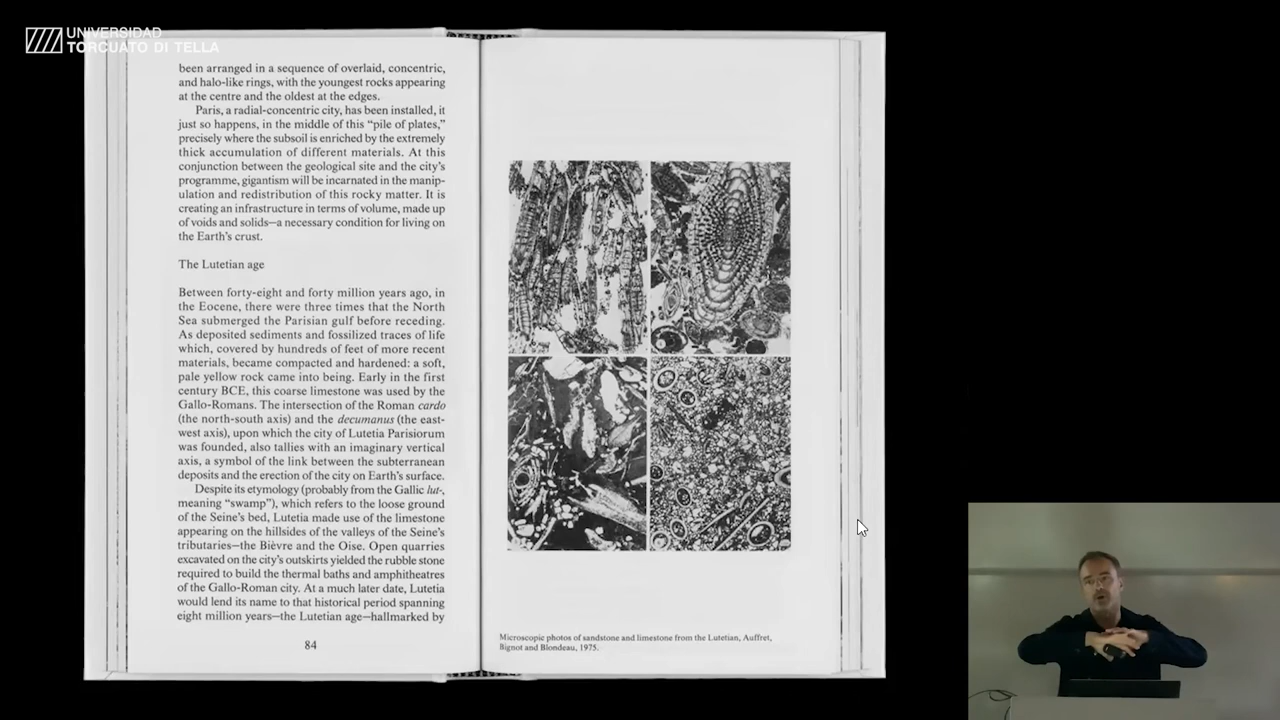 UNIVERSIDAD
TORCUATO DI TELLA
been arranged in a sequence of overlaid, concentric,
and halo-like rings, with the youngest rocks appearing
at the centre and the oldest at the edges.
Paris, a radial-concentric city, has been installed, it
just so happens, in the middle of this “pile of plates,”
precisely where the subsoil is enriched by the extremely
thick accumulation of different materials. At this
conjunction between the geological site and the city’s
programme, gigantism will be incarnated in the manip-
ulation and redistribution of this rocky matter. It is
creating an infrastructure in terms of volume, made up
of voids and solids—a necessary condition for living on
the Earth’s crust.
The Lutetian age
Between forty-eight and forty million years ago, in
the Eocene, there were three times that the North
Sea submerged the Parisian gulf before receding.
As deposited sediments and fossilized traces of life
which, covered by hundreds of feet of more recent
materials, became compacted and hardened: a soft,
pale yellow rock came into being. Early in the first
century BCE, this coarse limestone was used by the
Gallo-Romans. The intersection of the Roman cardo
(the north-south axis) and the decumanus (the east-
west axis), upon which the city of Lutetia Parisiorum
was founded, also tallies with an imaginary vertical
axis, a symbol of the link between the subterranean
deposits and the erection of the city on Earth’s surface.
Despite its etymology (probably from the Gallic lut-,
meaning “swamp”), which refers to the loose ground
of the Seine’s bed, Lutetia made use of the limestone
appearing on the hillsides of the valleys of the Seine’s
tributaries—the Bièvre and the Oise. Open quarries
excavated on the city’s outskirts yielded the rubble stone
required to build the thermal baths and amphitheatres
of the Gallo-Roman city. At a much later date, Lutetia
would lend its name to that historical period spanning
eight million years—the Lutetian age—hallmarked by
84
Microscopic photos of sandstone and limestone from the Lutetian, Auffret,
Bignot and Blondeau, 1975.